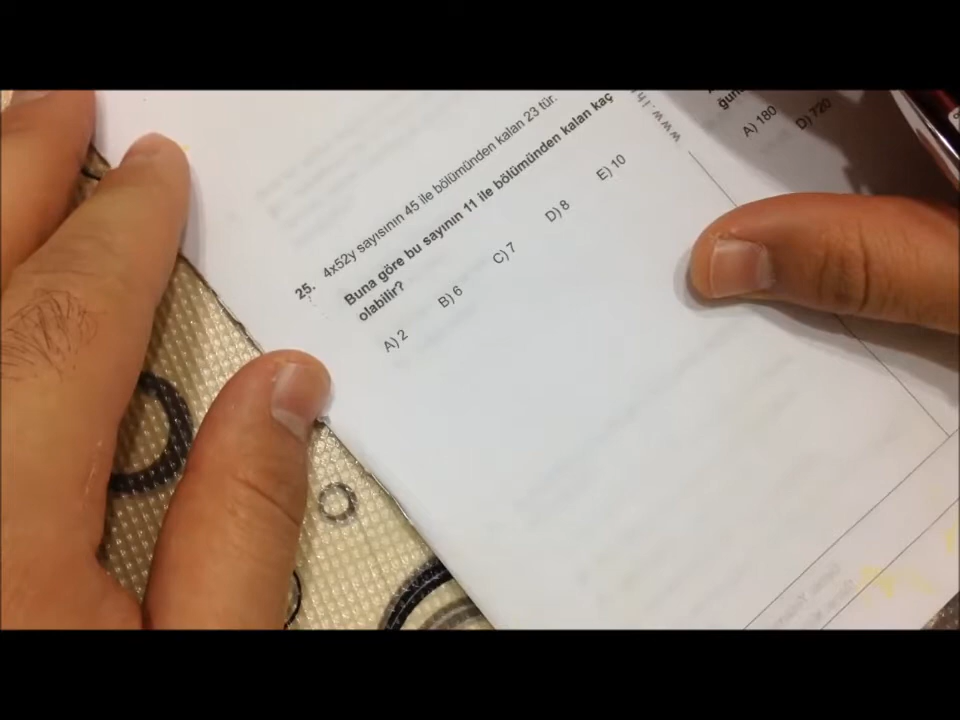 25. 4x52y sayısının 45 ile bölümünden kalan 23 tür.
Buna göre bu sayının 11 ile bölümünden kalan kaç
olabilir?
A) 2 B) 6 C) 7 D) 8 E) 10
A) 180
D) 720